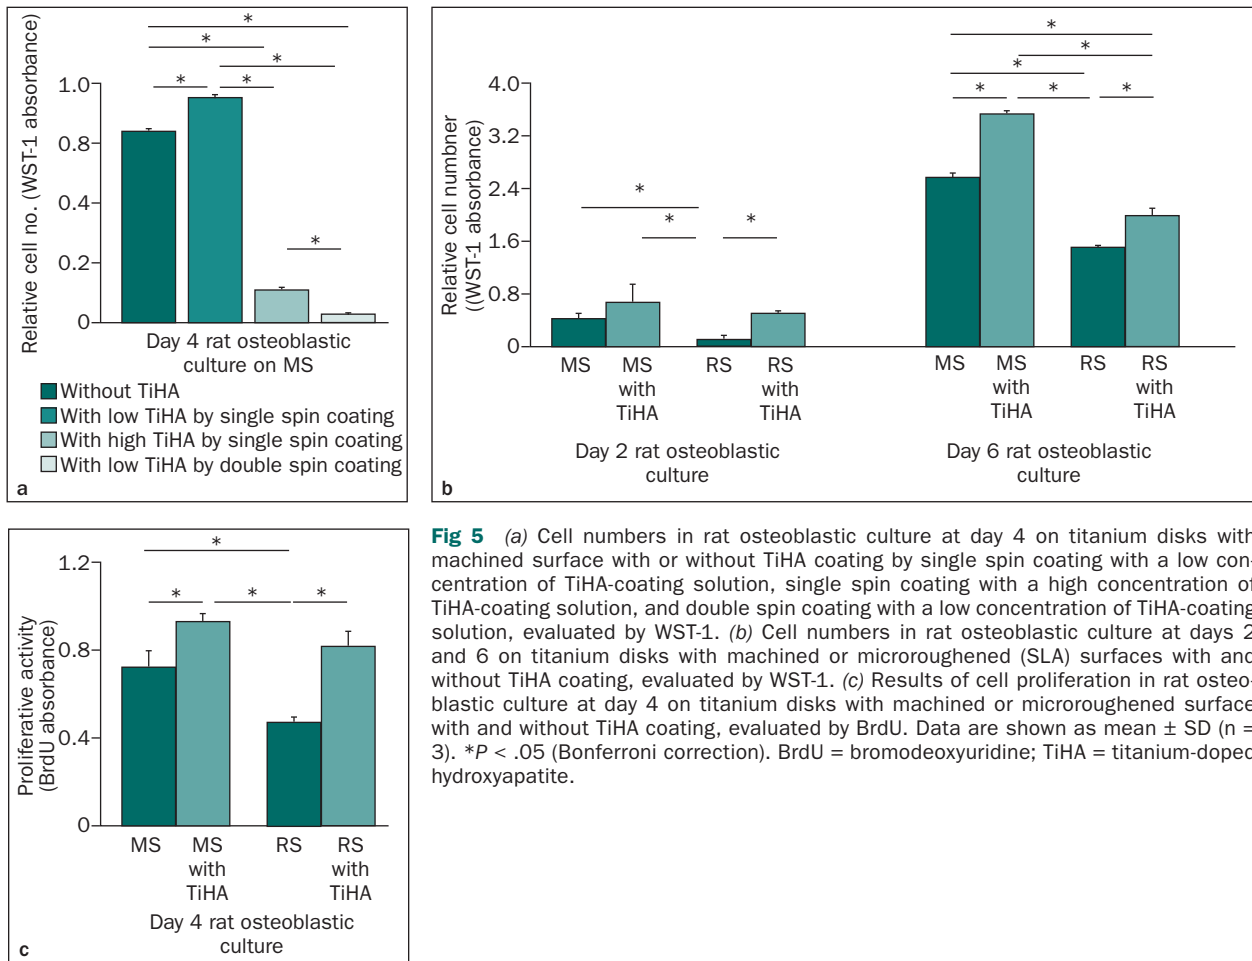 *
*
*
*
*
*
1.0
0.8
0.4
0.2
0
Relative cell no. (WST-1 absorbance)
Day 4 rat osteoblastic
culture on MS
Without TiHA
With low TiHA by single spin coating
With high TiHA by single spin coating
With low TiHA by double spin coating
a
*
*
*
*
*
*
*
*
*
4.0
3.2
2.4
1.6
0.8
0
Relative cell numbner
((WST-1 absorbance)
MS
MS
with
TiHA
RS
RS
with
TiHA
MS
MS
with
TiHA
RS
RS
with
TiHA
Day 2 rat osteoblastic
culture
Day 6 rat osteoblastic
culture
b
*
*
*
*
1.2
0.8
0.4
0
Proliferative activity
(BrdU absorbance)
MS
MS
with
TiHA
RS
RS
with
TiHA
Day 4 rat osteoblastic
culture
c
Fig 5 (a) Cell numbers in rat osteoblastic culture at day 4 on titanium disks with
machined surface with or without TiHA coating by single spin coating with a low con-
centration of TiHA-coating solution, single spin coating with a high concentration of
TiHA-coating solution, and double spin coating with a low concentration of TiHA-coating
solution, evaluated by WST-1. (b) Cell numbers in rat osteoblastic culture at days 2
and 6 on titanium disks with machined or microroughened (SLA) surfaces with and
without TiHA coating, evaluated by WST-1. (c) Results of cell proliferation in rat osteo-
blastic culture at day 4 on titanium disks with machined or microroughened surface
with and without TiHA coating, evaluated by BrdU. Data are shown as mean ± SD (n =
3). *P < .05 (Bonferroni correction). BrdU = bromodeoxyuridine; TiHA = titanium-doped
hydroxyapatite.